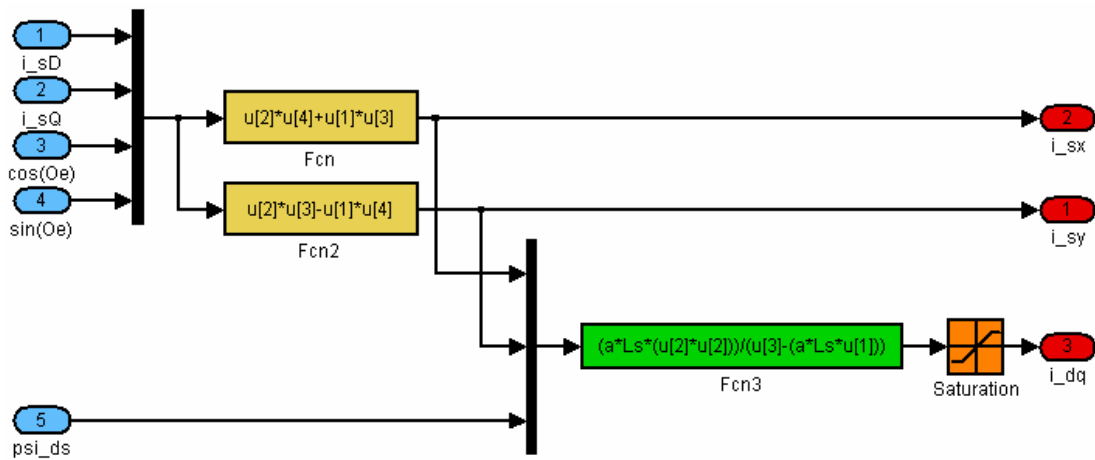 1
i_sD
2
i_sQ
3
cos(Oe)
4
sin(Oe)
u[2]*u[4]+u[1]*u[3]
Fcn
u[2]*u[3]-u[1]*u[4]
Fcn2
2
i_sx
1
i_sy
(a*Ls*(u[2]*u[2]))/(u[3]-(a*Ls*u[1]))
Fcn3
Saturation
3
i_dq
5
psi_ds